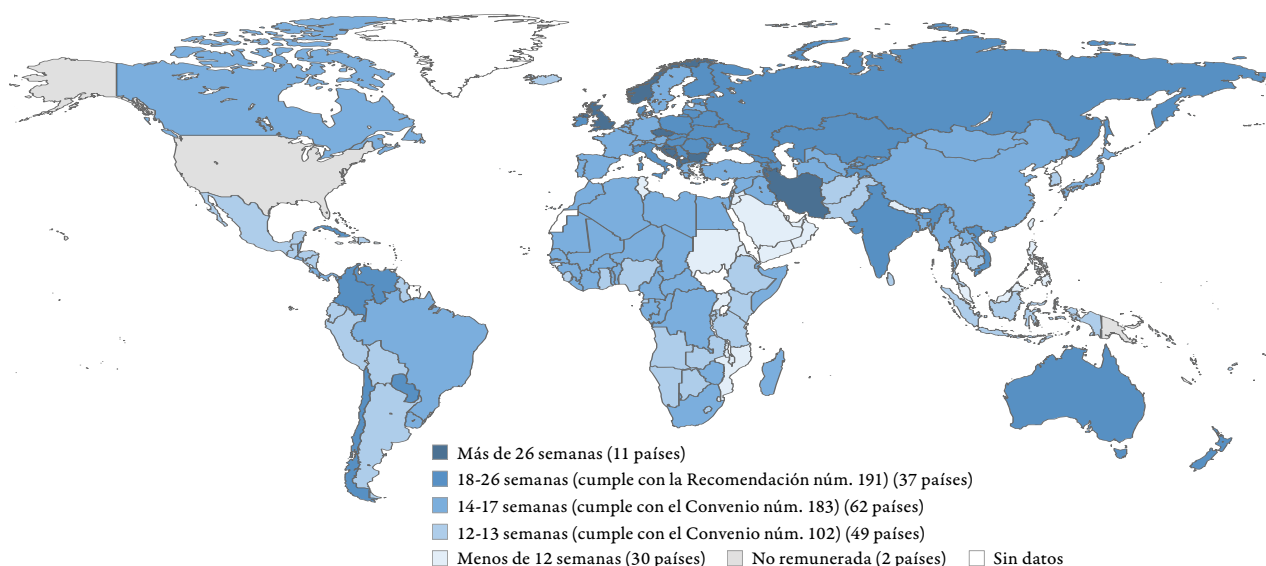 Más de 26 semanas (11 países)
18-26 semanas (cumple con la Recomendación núm. 191) (37 países)
14-17 semanas (cumple con el Convenio núm. 183) (62 países)
12-13 semanas (cumple con el Convenio núm. 102) (49 países)
Menos de 12 semanas (30 países) No remunerada (2 países) Sin datos